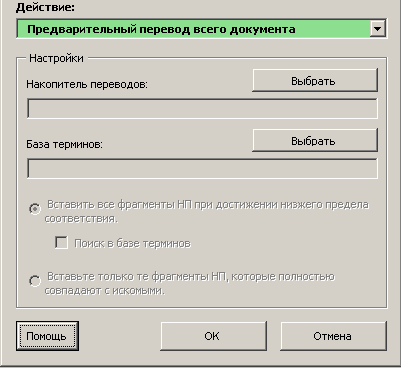 Действие:
Предварительный перевод всего документа
Настройки
Накопитель переводов:
Выбрать
База терминов:
Выбрать
Вставить все фрагменты НП при достижении низжего предела
соответствия.
Поиск в базе терминов
Вставьте только те фрагменты НП, которые полностью
совпадают с искомыми.
Помощь
OK
Отмена